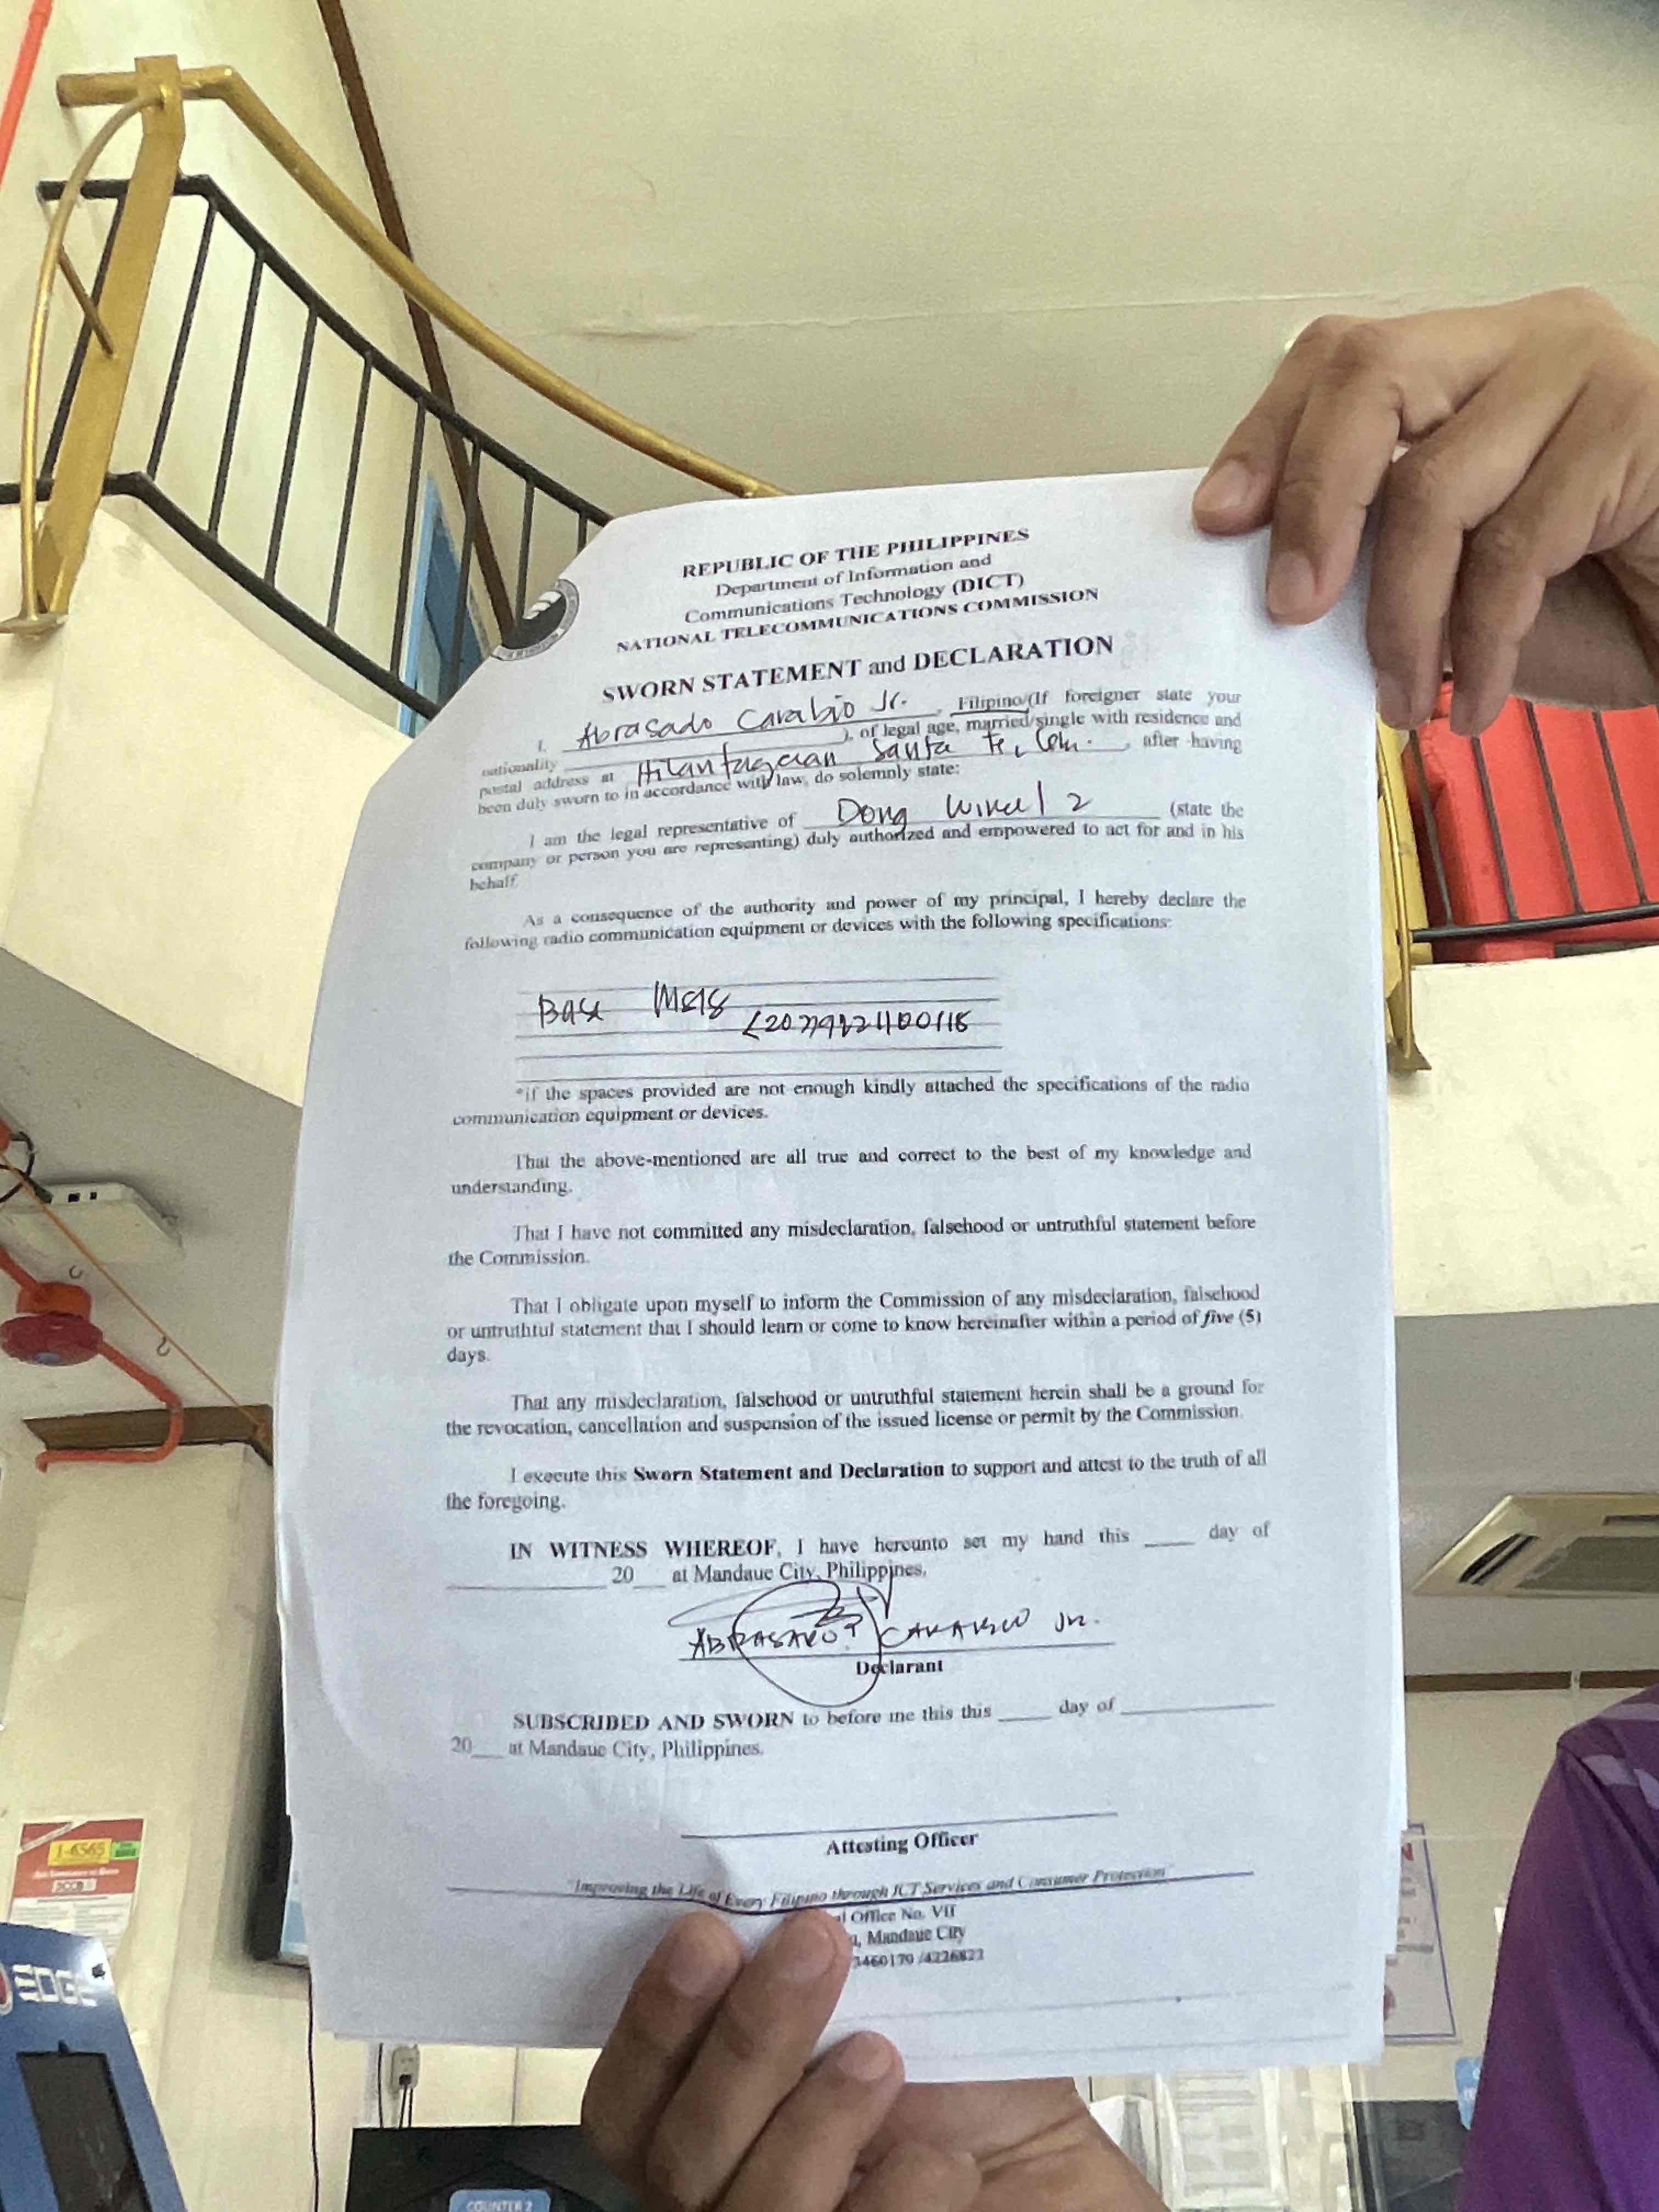 REPUBLIC OF THE PHILIPPINES
Department of Information and
Communications Technology (DICT)
NATIONAL TELECOMMUNICATIONS COMMISSION
SWORN STATEMENT and DECLARATION
I, Abrasado Carabio Jr. , Filipino/(If foreigner state your
nationality ), of legal age, married/single with residence and
postal address at Hilantagaan Santa Fe, , after having
been duly sworn to in accordance with law, do solemnly state:
I am the legal representative of Dong 2 (state the
company or person you are representing) duly authorized and empowered to act for and in his
behalf.
As a consequence of the authority and power of my principal, I hereby declare the
following radio communication equipment or devices with the following specifications:
Base
*if the spaces provided are not enough kindly attached the specifications of the radio
communication equipment or devices.
That the above-mentioned are all true and correct to the best of my knowledge and
understanding.
That I have not committed any misdeclaration, falsehood or untruthful statement before
the Commission.
That I obligate upon myself to inform the Commission of any misdeclaration, falsehood
or untruthful statement that I should learn or come to know hereinafter within a period of five (5)
days.
That any misdeclaration, falsehood or untruthful statement herein shall be a ground for
the revocation, cancellation and suspension of the issued license or permit by the Commission.
I execute this Sworn Statement and Declaration to support and attest to the truth of all
the foregoing.
IN WITNESS WHEREOF, I have hereunto set my hand this ____ day of
____ 20__ at Mandaue City, Philippines.
CARABIO JR.
Declarant
SUBSCRIBED AND SWORN to before me this this ____ day of ____
20__ at Mandaue City, Philippines.
Attesting Officer
"Improving the Life of Every Filipino through ICT Services and Consumer Protection"
Office No. VII
, Mandaue City
3460170 /4226823
1-6565
EDGE
COUNTER 2